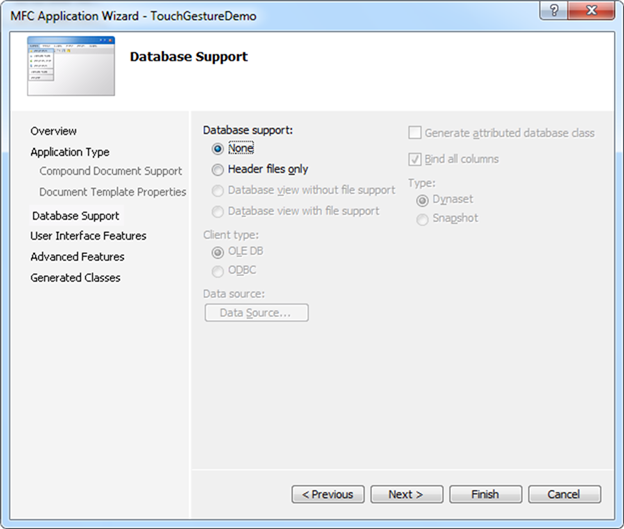 MFC Application Wizard - TouchGestureDemo
Database Support
Overview
Application Type
Compound Document Support
Document Template Properties
Database Support
User Interface Features
Advanced Features
Generated Classes
Database support:
None
Header files only
Database view without file support
Database view with file support
Client type:
OLE DB
ODBC
Data source:
Data Source...
Generate attributed database class
Bind all columns
Type:
Dynaset
Snapshot
< Previous
Next >
Finish
Cancel